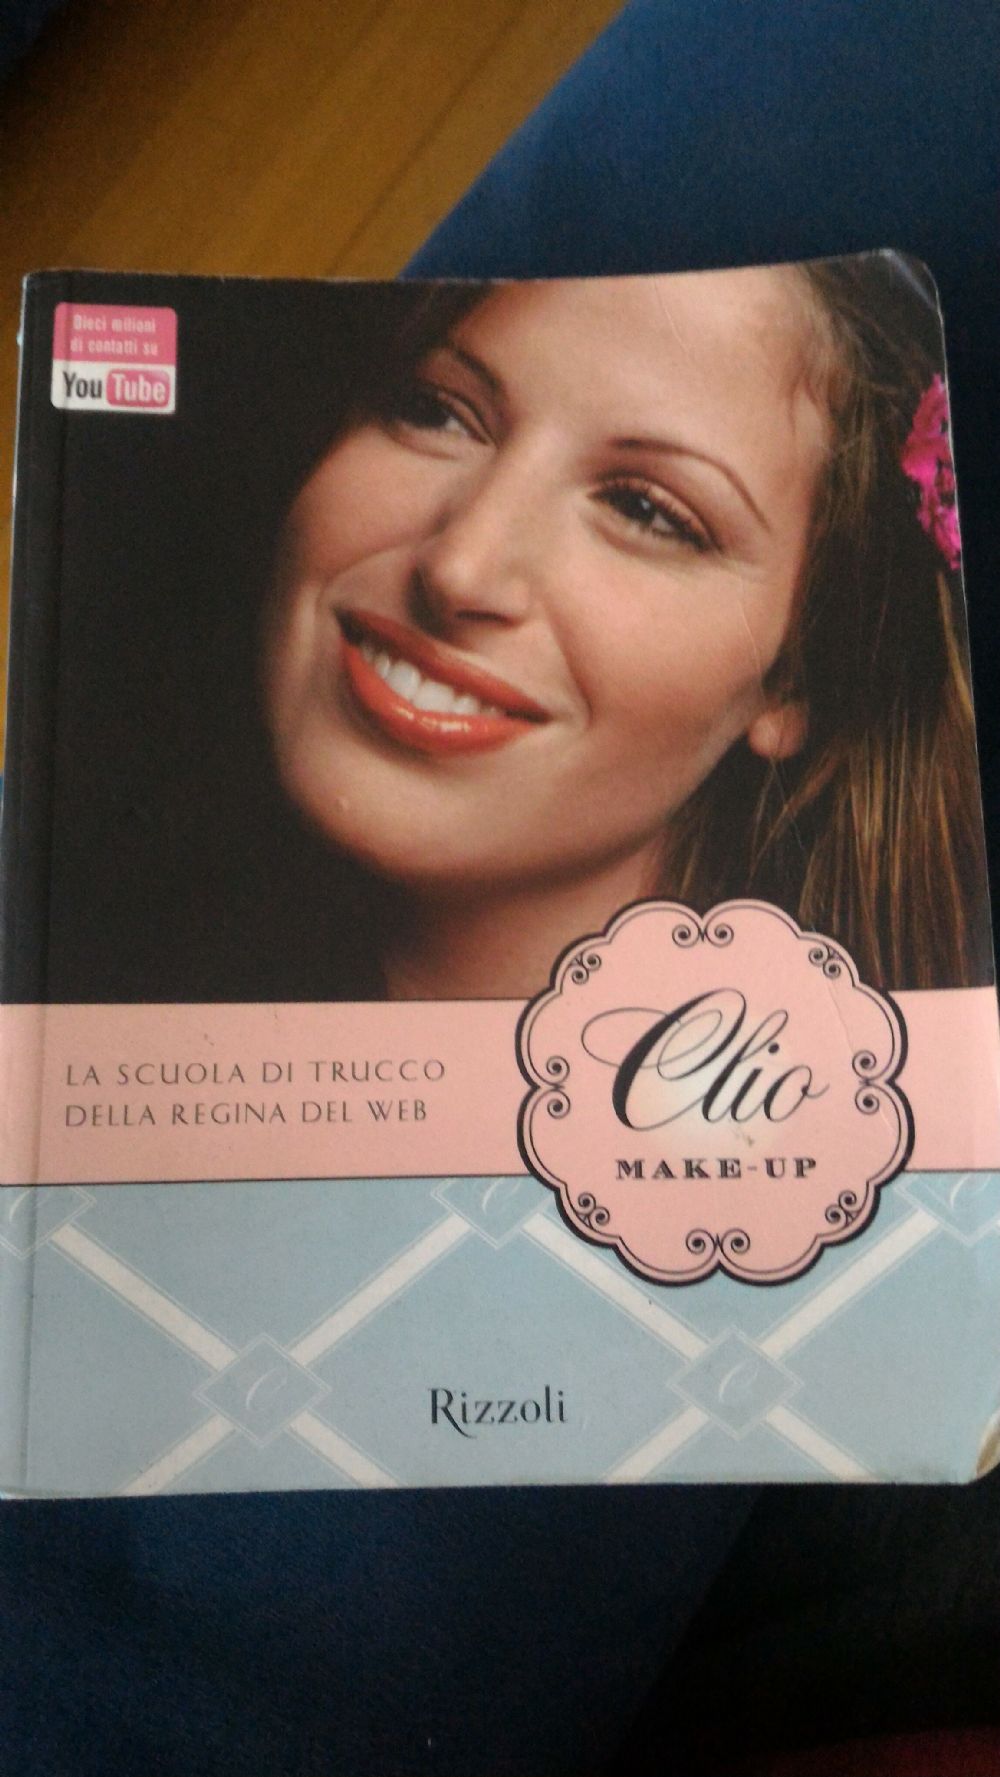 Dieci milioni
di contatti su
YouTube
LA SCUOLA DI TRUCCO
DELLA REGINA DEL WEB
Clio
MAKE-UP
C
C
C
C
C
Rizzoli